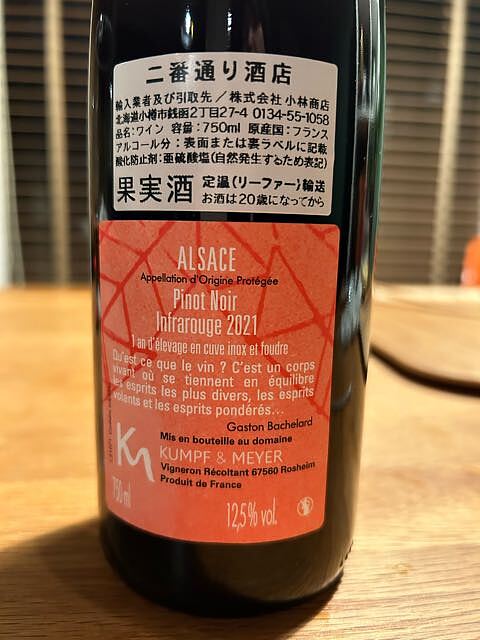 二番通り酒店
輸入業者及び引取先／株式会社 小林商店
北海道小樽市銭函2丁目27-4 0134-55-1058
品名：ワイン 容量：750ml 原産国：フランス
アルコール分：表面または裏ラベルに記載
酸化防止剤：亜硫酸塩(自然発生するため表記)
果実酒 定温(リーファー)輸送
お酒は20歳になってから
ALSACE
Appellation d'Origine Protégée
Pinot Noir
Infrarouge 2021
1 an d'élevage en cuve inox et foudre
Qu'est ce que le vin ? C'est un corps
vivant où se tiennent en équilibre
les esprits les plus divers, les esprits
volants et les esprits pondérés...
Gaston Bachelard
Mis en bouteille au domaine
KM
KUMPF & MEYER
Vigneron Récoltant 67560 Rosheim
Produit de France
750 ml
12,5% vol.